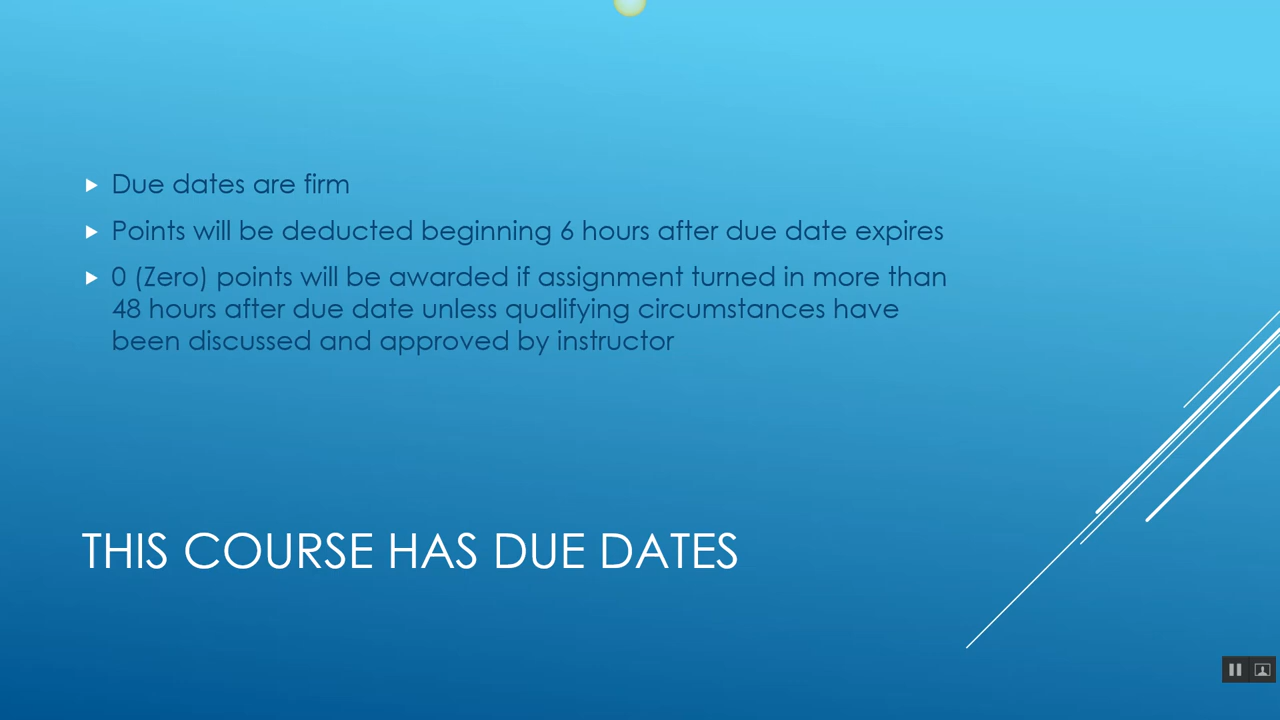 Due dates are firm
Points will be deducted beginning 6 hours after due date expires
0 (Zero) points will be awarded if assignment turned in more than
48 hours after due date unless qualifying circumstances have
been discussed and approved by instructor
THIS COURSE HAS DUE DATES